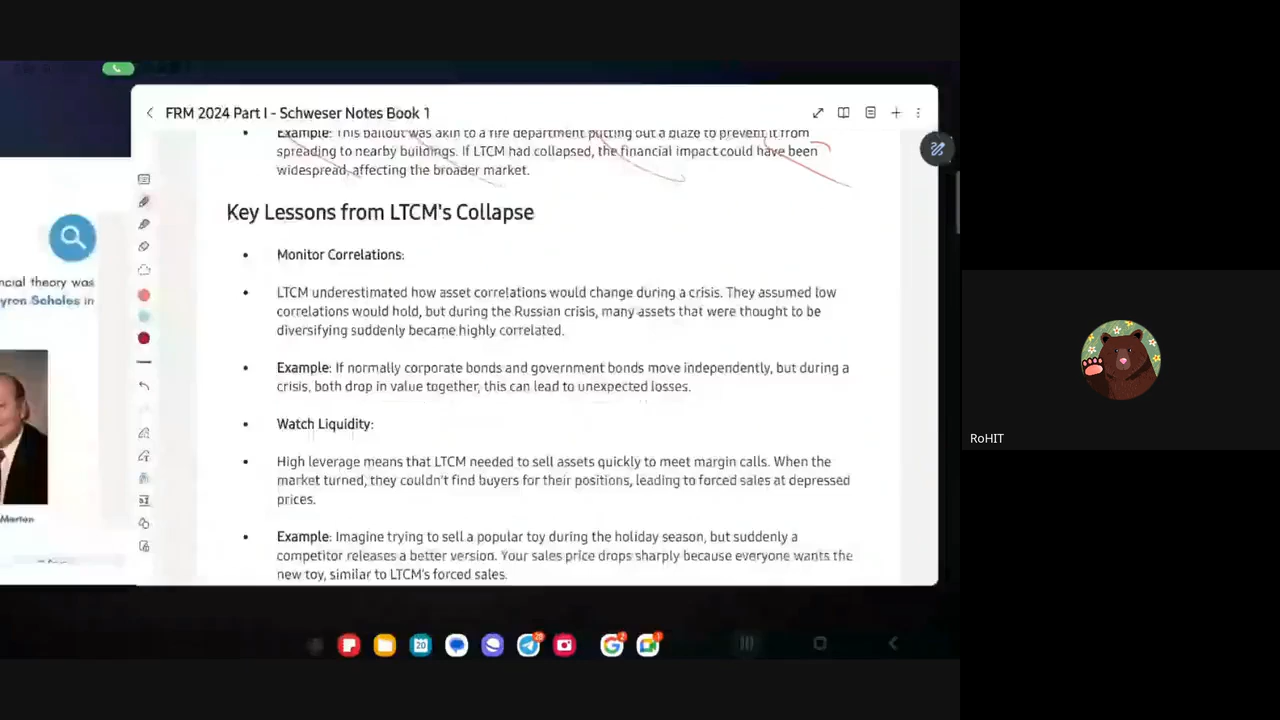 FRM 2024 Part I - Schweser Notes Book 1
Example: This bailout was akin to a fire department putting out a blaze to prevent it from
spreading to nearby buildings. If LTCM had collapsed, the financial impact could have been
widespread, affecting the broader market.
Key Lessons from LTCM's Collapse
• Monitor Correlations:
• LTCM underestimated how asset correlations would change during a crisis. They assumed low
correlations would hold, but during the Russian crisis, many assets that were thought to be
diversifying suddenly became highly correlated.
• Example: If normally corporate bonds and government bonds move independently, but during a
crisis, both drop in value together, this can lead to unexpected losses.
• Watch Liquidity:
• High leverage means that LTCM needed to sell assets quickly to meet margin calls. When the
market turned, they couldn't find buyers for their positions, leading to forced sales at depressed
prices.
• Example: Imagine trying to sell a popular toy during the holiday season, but suddenly a
competitor releases a better version. Your sales price drops sharply because everyone wants the
new toy, similar to LTCM's forced sales.
ncial theory was
yron Scholes in
Merton
20
RoHIT